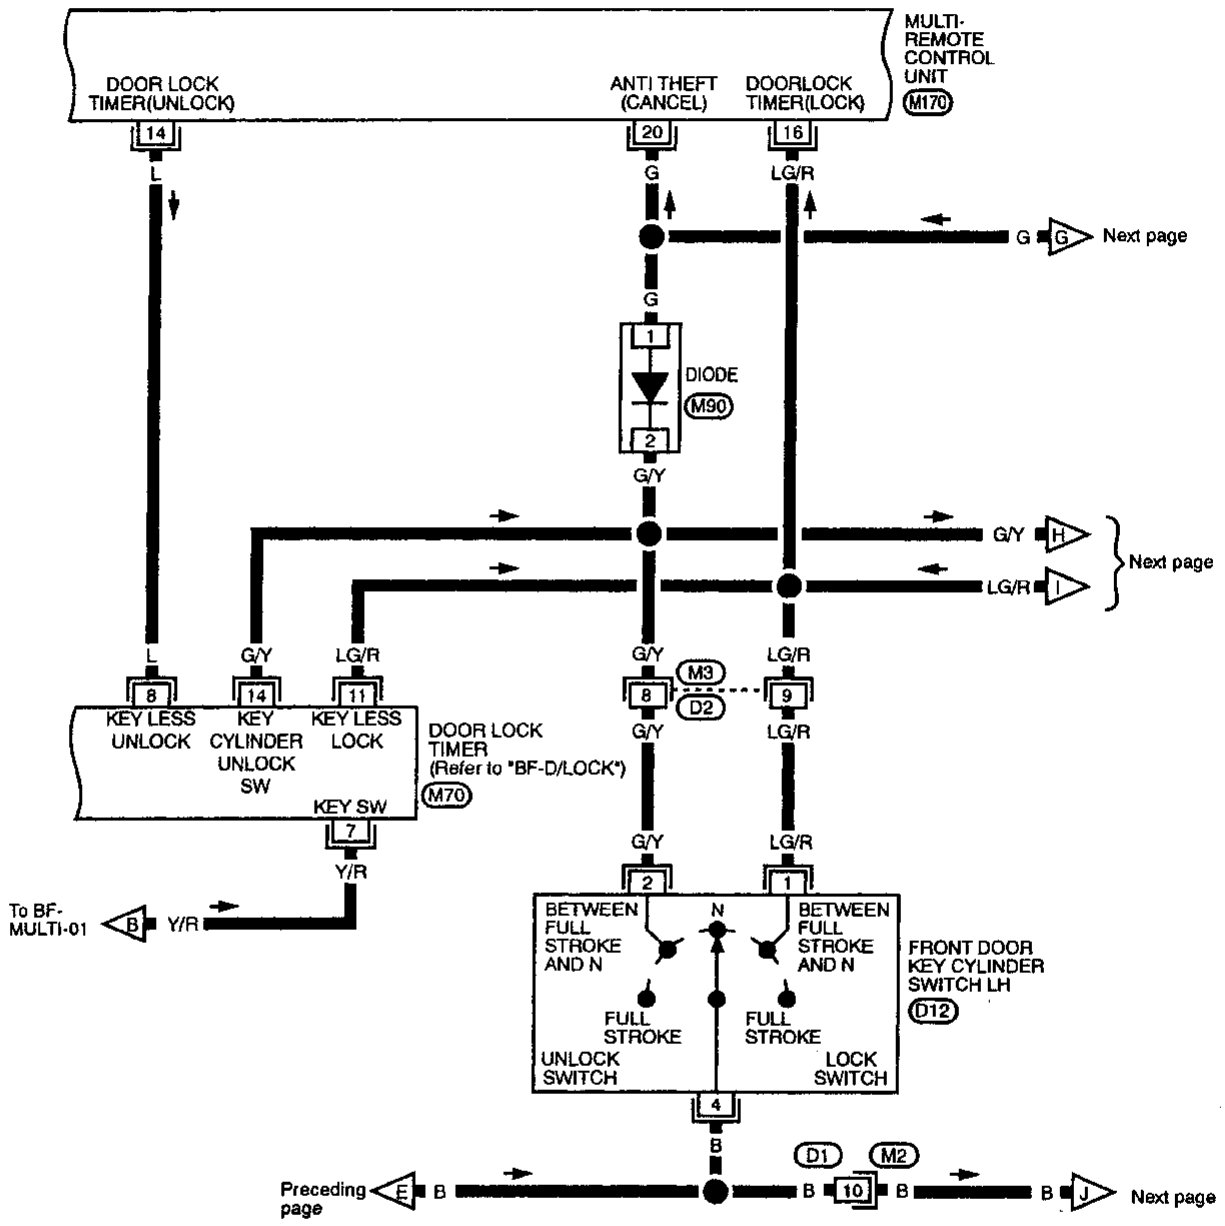 MULTI-
REMOTE
CONTROL
UNIT
M170
DOOR LOCK
TIMER(UNLOCK)
ANTI THEFT
(CANCEL)
DOORLOCK
TIMER(LOCK)
14
20
16
L
G
LG/R
G
G
Next page
G
1
DIODE
M90
2
G/Y
G/Y
H
LG/R
I
Next page
L
G/Y
LG/R
G/Y
LG/R
8
14
11
8
M3
D2
9
KEY LESS
UNLOCK
KEY
CYLINDER
UNLOCK
SW
KEY LESS
LOCK
DOOR LOCK
TIMER
(Refer to "BF-D/LOCK")
M70
G/Y
LG/R
KEY SW
7
Y/R
G/Y
LG/R
To BF-
MULTI-01
B
Y/R
2
1
BETWEEN
FULL
STROKE
AND N
N
BETWEEN
FULL
STROKE
AND N
FULL
STROKE
FULL
STROKE
UNLOCK
SWITCH
LOCK
SWITCH
FRONT DOOR
KEY CYLINDER
SWITCH LH
D12
4
B
D1
M2
Preceding
page
E
B
B
10
B
B
J
Next page